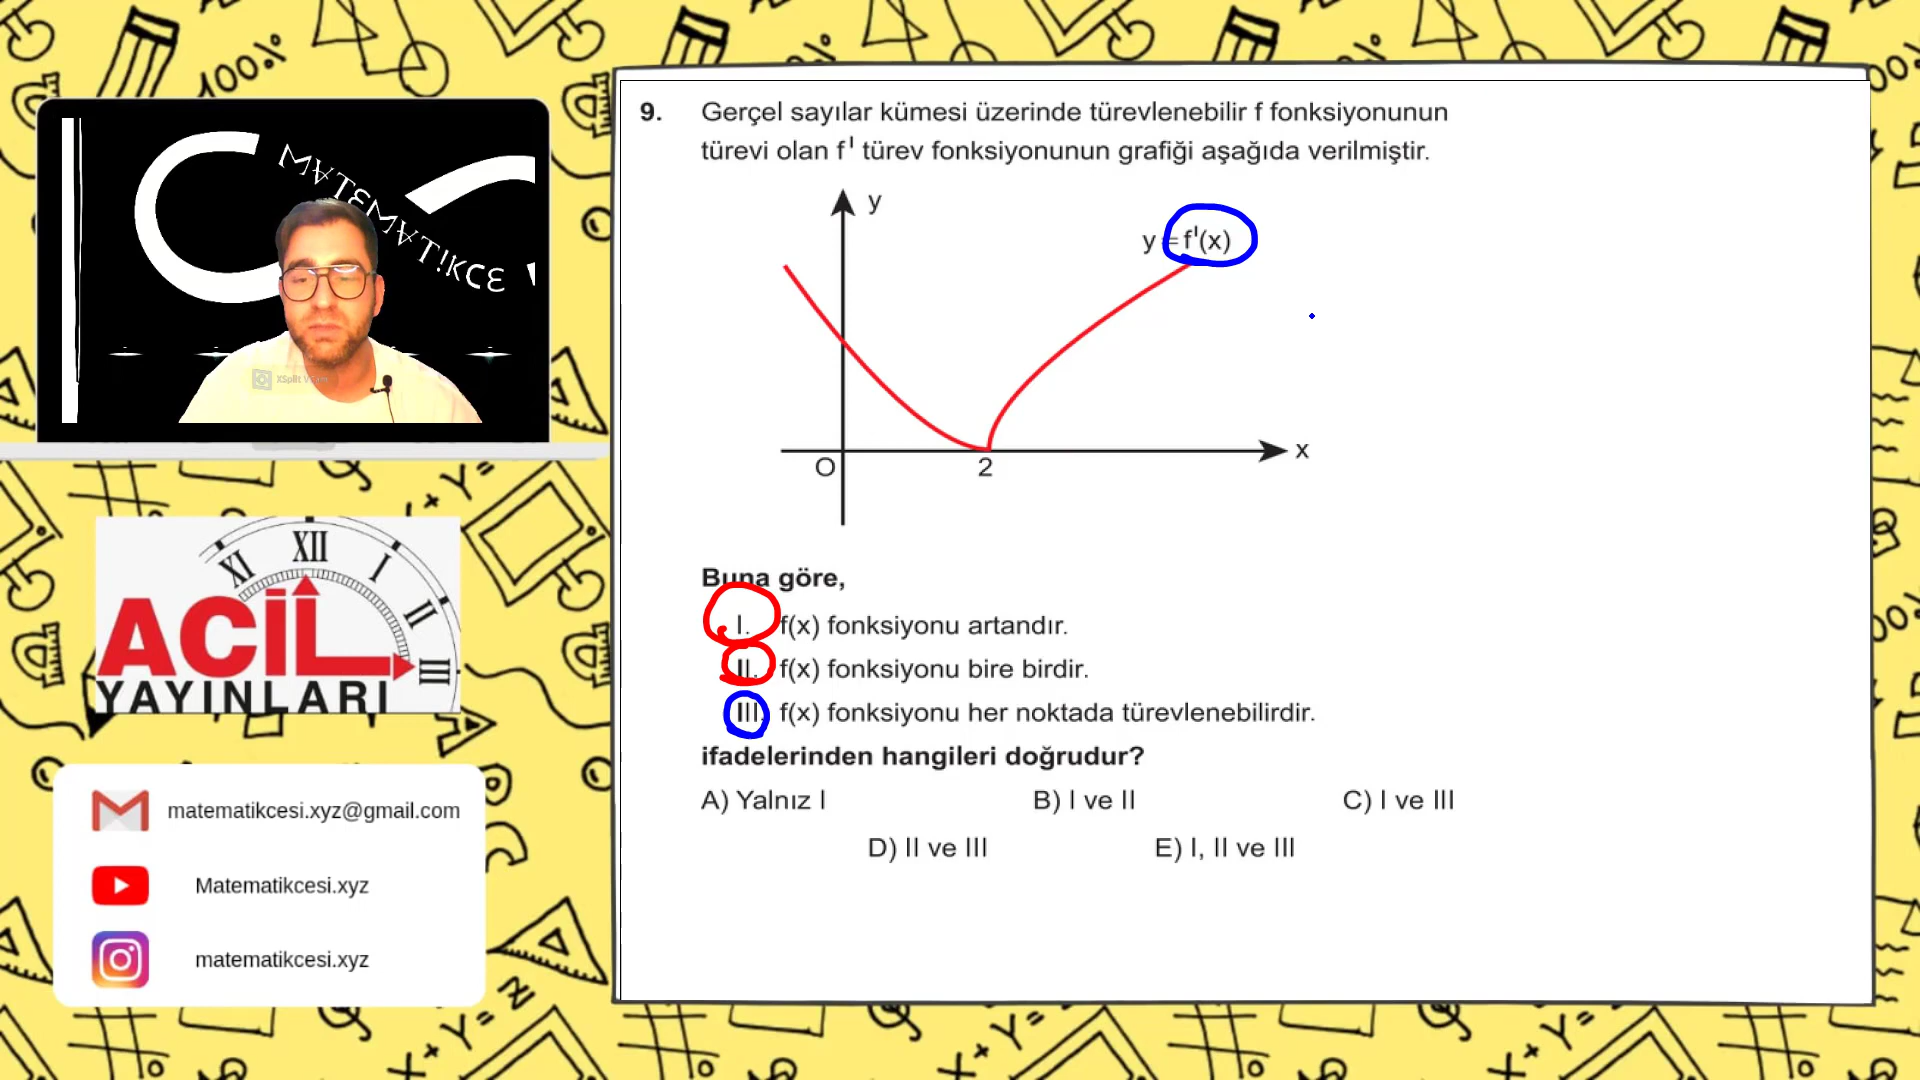 100%
MATEMATİKCE
XSplit
XI XII I II III
ACİL
YAYINLARI
matematikcesi.xyz@gmail.com
Matematikcesi.xyz
matematikcesi.xyz
9. Gerçel sayılar kümesi üzerinde türevlenebilir f fonksiyonunun
türevi olan f' türev fonksiyonunun grafiği aşağıda verilmiştir.
y
y = f'(x)
x
O
2
Buna göre,
I. f(x) fonksiyonu artandır.
II. f(x) fonksiyonu bire birdir.
III. f(x) fonksiyonu her noktada türevlenebilirdir.
ifadelerinden hangileri doğrudur?
A) Yalnız I B) I ve II C) I ve III
D) II ve III E) I, II ve III
x + y = z